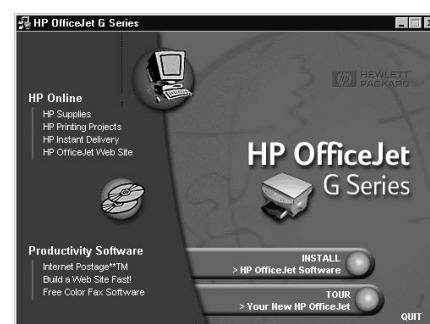 HP OfficeJet G Series
HP Online
HP Supplies
HP Printing Projects
HP Instant Delivery
HP OfficeJet Web Site
hp HEWLETT
PACKARD
HP OfficeJet
G Series
Productivity Software
Internet Postage**TM
Build a Web Site Fast!
Free Color Fax Software
INSTALL
> HP OfficeJet Software
TOUR
> Your New HP OfficeJet
QUIT